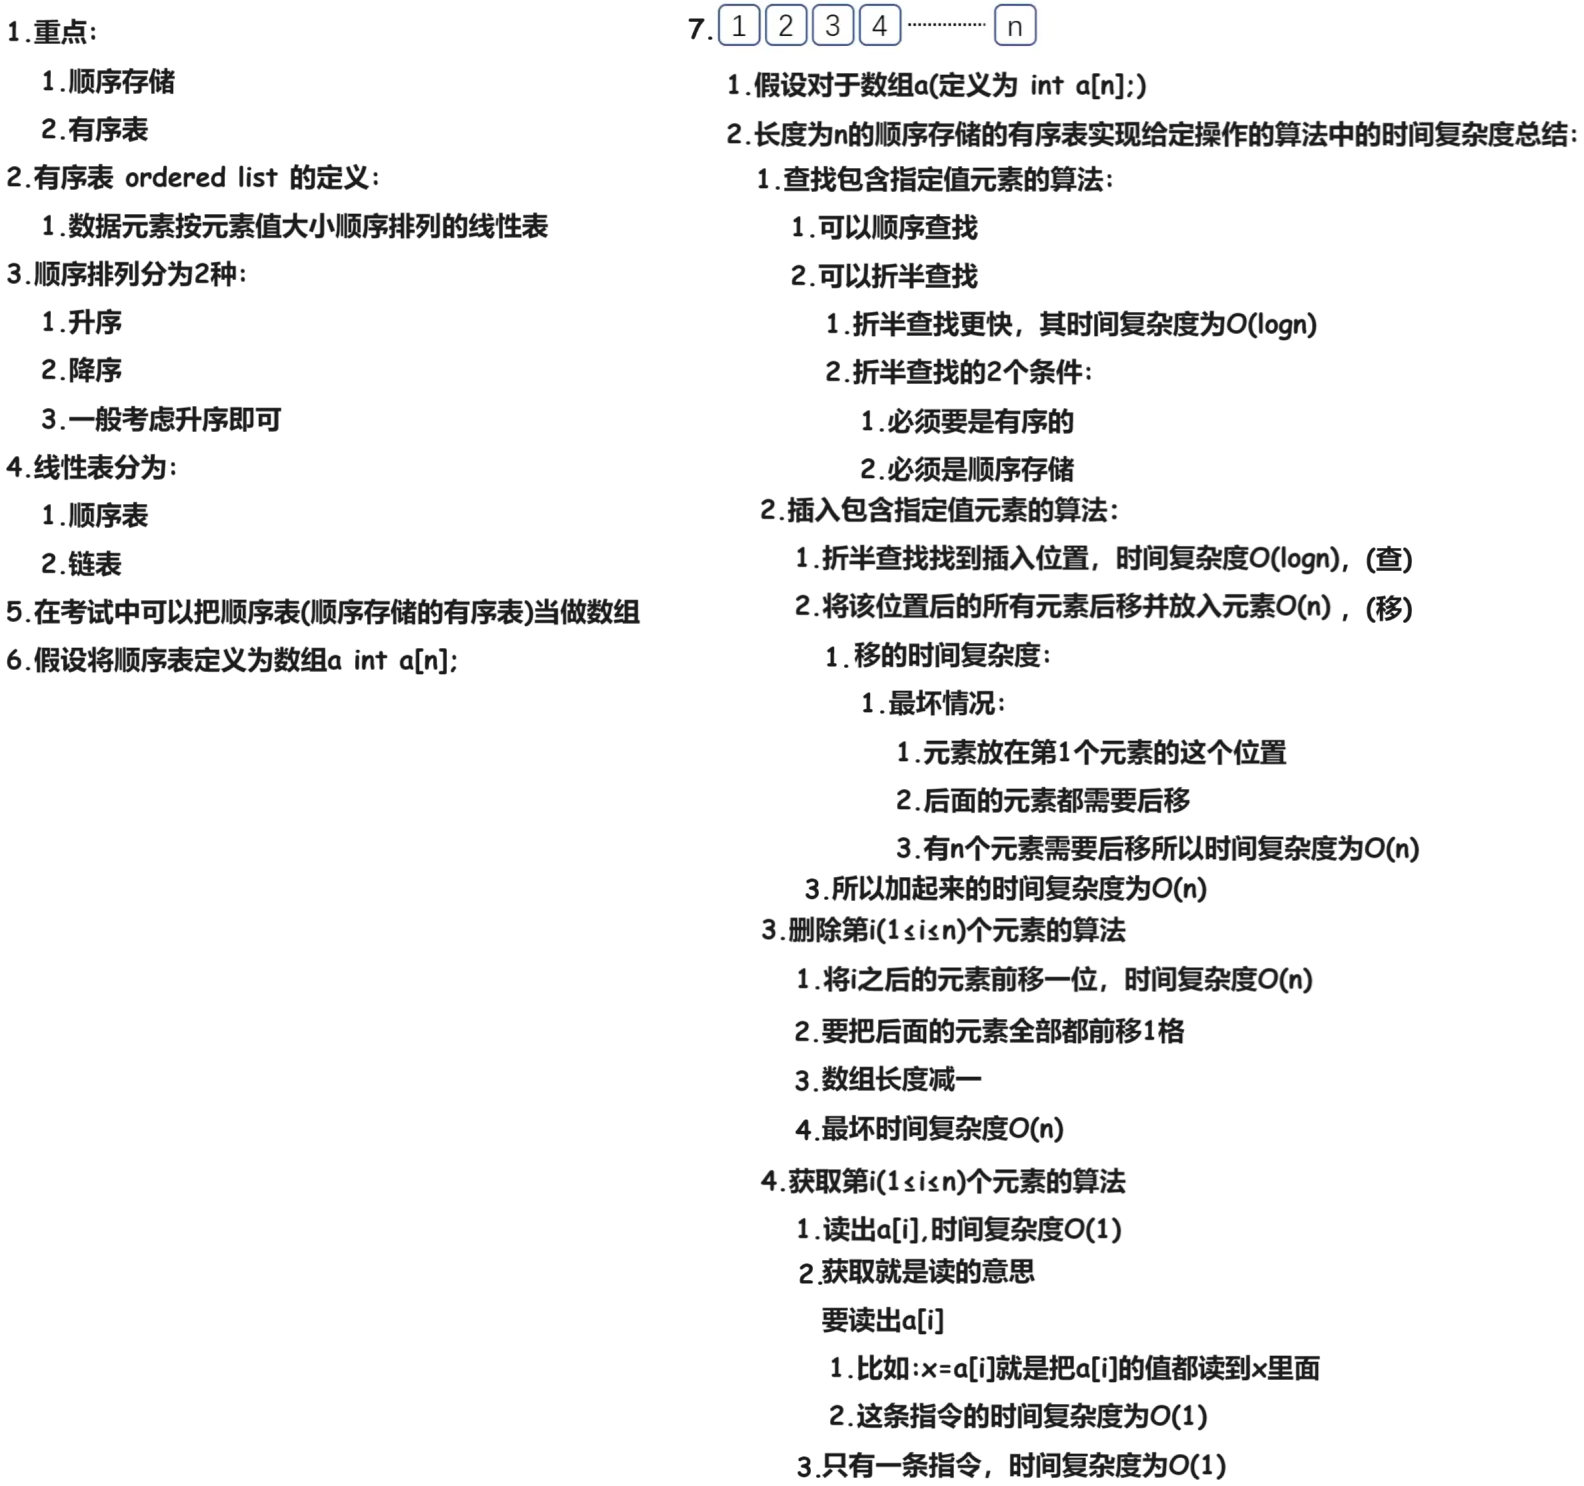 1.重点:
1.顺序存储
2.有序表
2.有序表 ordered list 的定义:
1.数据元素按元素值大小顺序排列的线性表
3.顺序排列分为2种:
1.升序
2.降序
3.一般考虑升序即可
4.线性表分为:
1.顺序表
2.链表
5.在考试中可以把顺序表(顺序存储的有序表)当做数组
6.假设将顺序表定义为数组a int a[n];
7. 1 2 3 4 ················ n
1.假设对于数组a(定义为 int a[n];)
2.长度为n的顺序存储的有序表实现给定操作的算法中的时间复杂度总结:
1.查找包含指定值元素的算法:
1.可以顺序查找
2.可以折半查找
1.折半查找更快，其时间复杂度为O(logn)
2.折半查找的2个条件:
1.必须要是有序的
2.必须是顺序存储
2.插入包含指定值元素的算法:
1.折半查找找到插入位置，时间复杂度O(logn)，(查)
2.将该位置后的所有元素后移并放入元素O(n) ，(移)
1.移的时间复杂度:
1.最坏情况:
1.元素放在第1个元素的这个位置
2.后面的元素都需要后移
3.有n个元素需要后移所以时间复杂度为O(n)
3.所以加起来的时间复杂度为O(n)
3.删除第i(1≤i≤n)个元素的算法
1.将i之后的元素前移一位，时间复杂度O(n)
2.要把后面的元素全部都前移1格
3.数组长度减一
4.最坏时间复杂度O(n)
4.获取第i(1≤i≤n)个元素的算法
1.读出a[i],时间复杂度O(1)
2.获取就是读的意思
要读出a[i]
1.比如:x=a[i]就是把a[i]的值都读到x里面
2.这条指令的时间复杂度为O(1)
3.只有一条指令，时间复杂度为O(1)